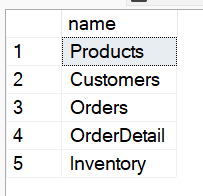 name
1 Products
2 Customers
3 Orders
4 OrderDetail
5 Inventory